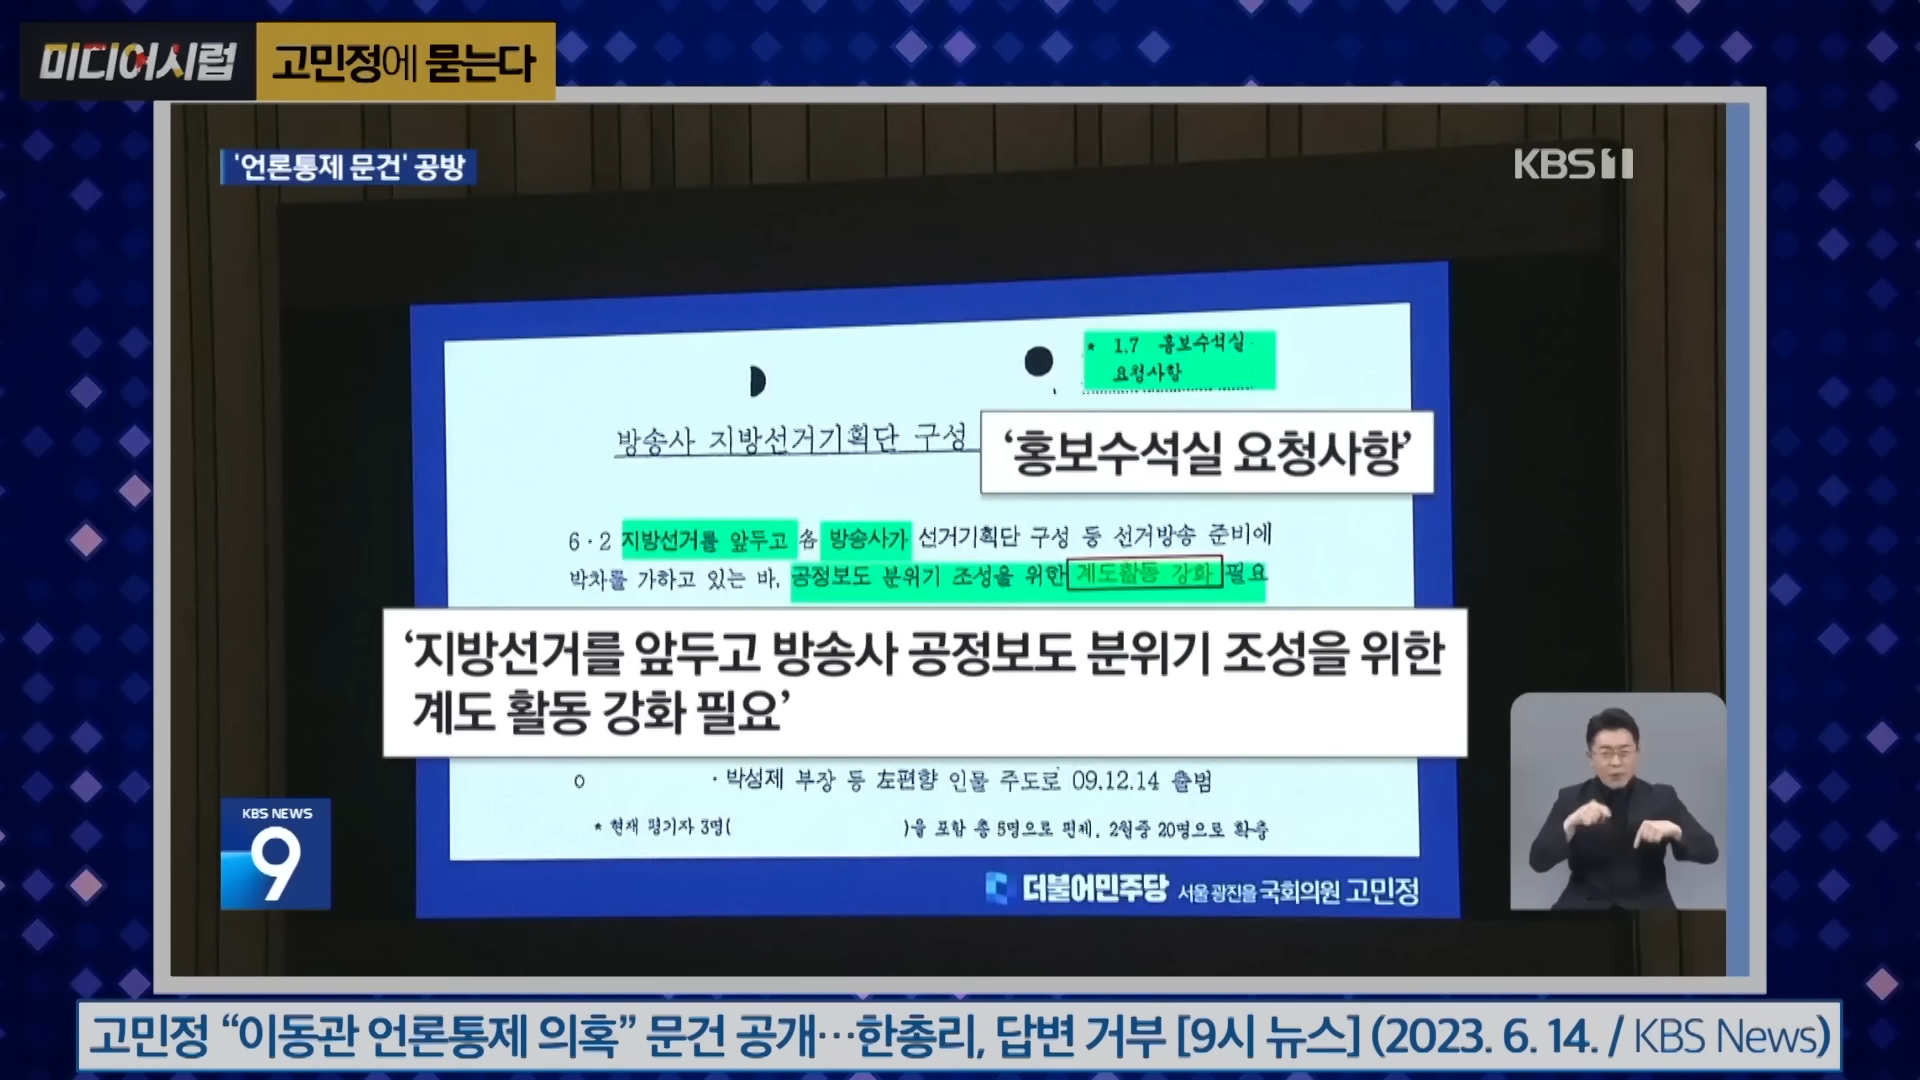 미디어시럽
고민정에 묻는다
'언론통제 문건' 공방
KBS 1
* 1.7 홍보수석실
요청사항
방송사 지방선거기획단 구성
'홍보수석실 요청사항'
6·2 지방선거를 앞두고 各 방송사가 선거기획단 구성 등 선거방송 준비에
박차를 가하고 있는 바, 공정보도 분위기 조성을 위한 계도활동 강화 필요
'지방선거를 앞두고 방송사 공정보도 분위기 조성을 위한
계도 활동 강화 필요'
○ · 박성제 부장 등 左편향 인물 주도로 09.12.14 출범
* 현재 평기자 3명( )을 포함 총 5명으로 편제, 2월중 20명으로 확충
KBS NEWS
9
더불어민주당 서울 광진을 국회의원 고민정
고민정 “이동관 언론통제 의혹” 문건 공개…한총리, 답변 거부 [9시 뉴스] (2023. 6. 14. / KBS News)